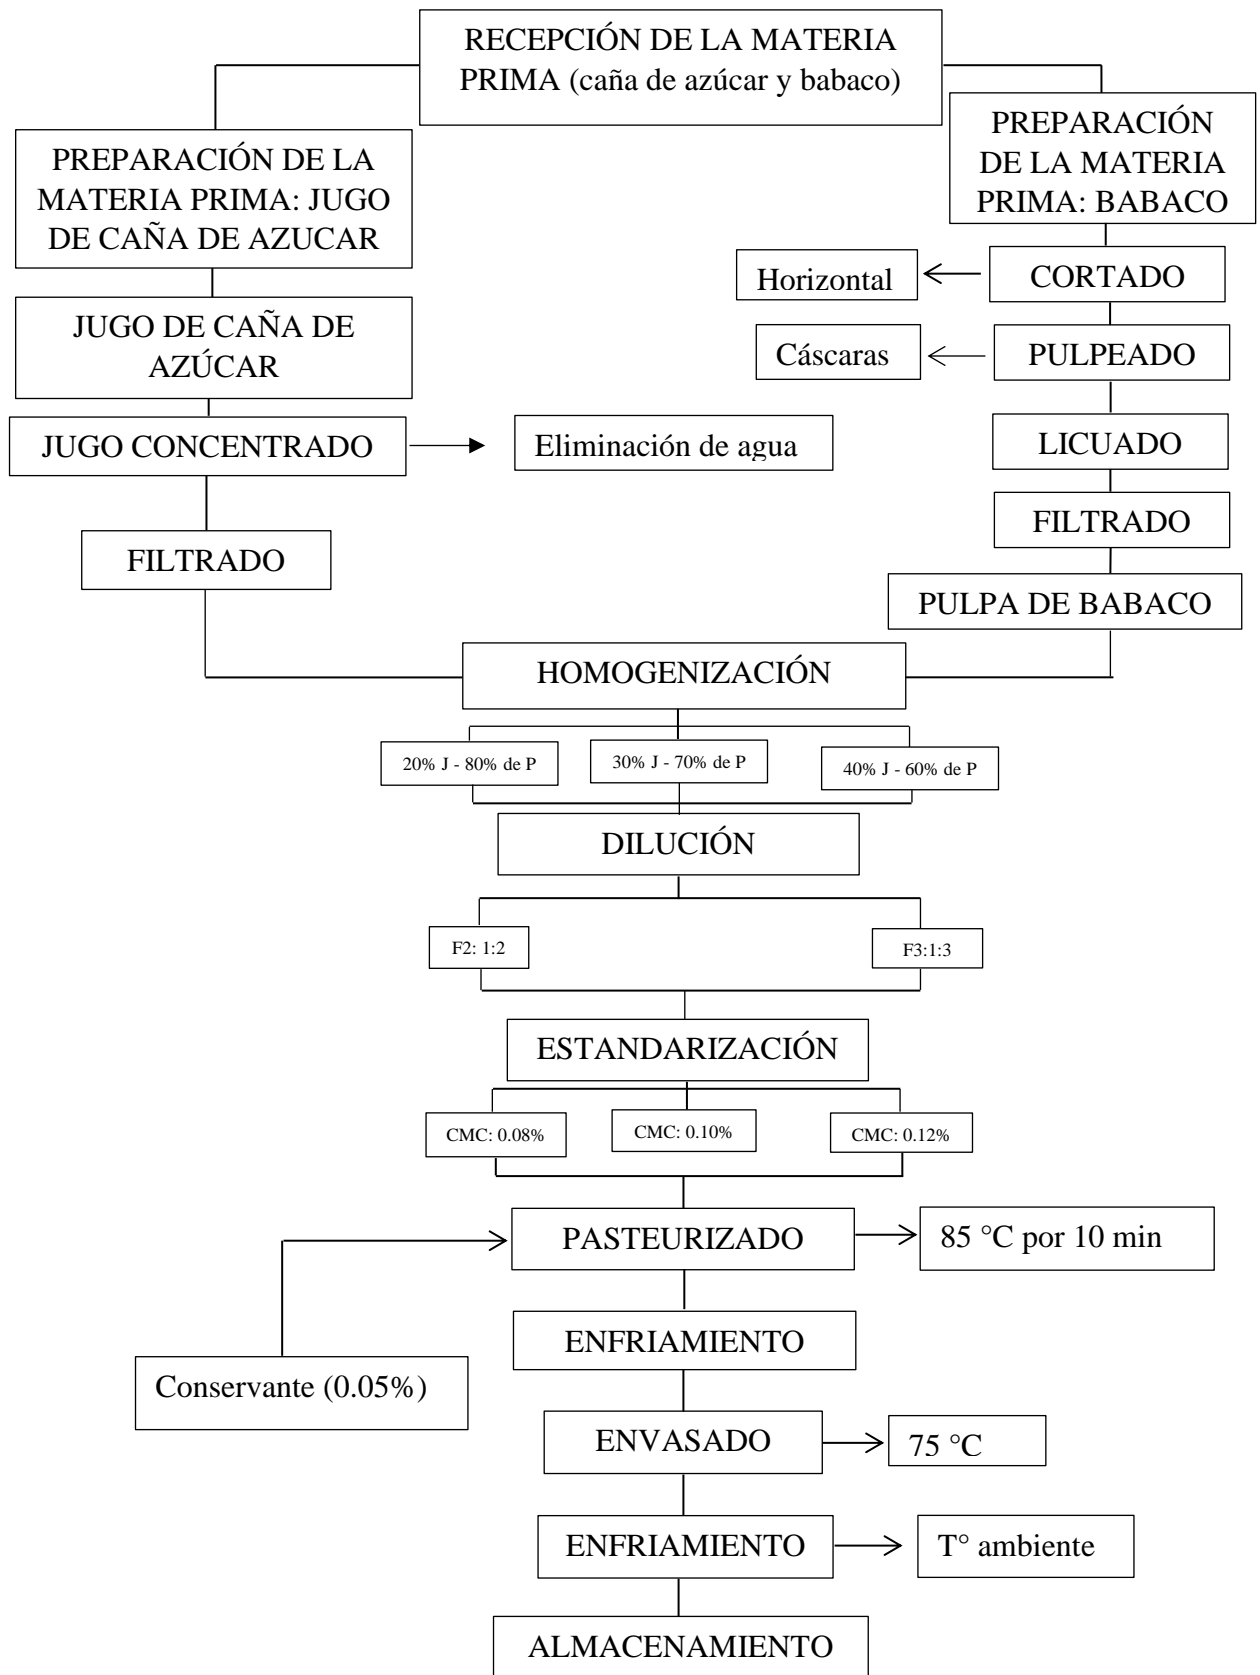 RECEPCIÓN DE LA MATERIA
PRIMA (caña de azúcar y babaco)
PREPARACIÓN DE LA
MATERIA PRIMA: JUGO
DE CAÑA DE AZUCAR
PREPARACIÓN
DE LA MATERIA
PRIMA: BABACO
Horizontal
CORTADO
JUGO DE CAÑA DE
AZÚCAR
Cáscaras
PULPEADO
JUGO CONCENTRADO
Eliminación de agua
LICUADO
FILTRADO
FILTRADO
PULPA DE BABACO
HOMOGENIZACIÓN
20% J - 80% de P
30% J - 70% de P
40% J - 60% de P
DILUCIÓN
F2: 1:2
F3:1:3
ESTANDARIZACIÓN
CMC: 0.08%
CMC: 0.10%
CMC: 0.12%
PASTEURIZADO
85 °C por 10 min
ENFRIAMIENTO
Conservante (0.05%)
ENVASADO
75 °C
ENFRIAMIENTO
T° ambiente
ALMACENAMIENTO